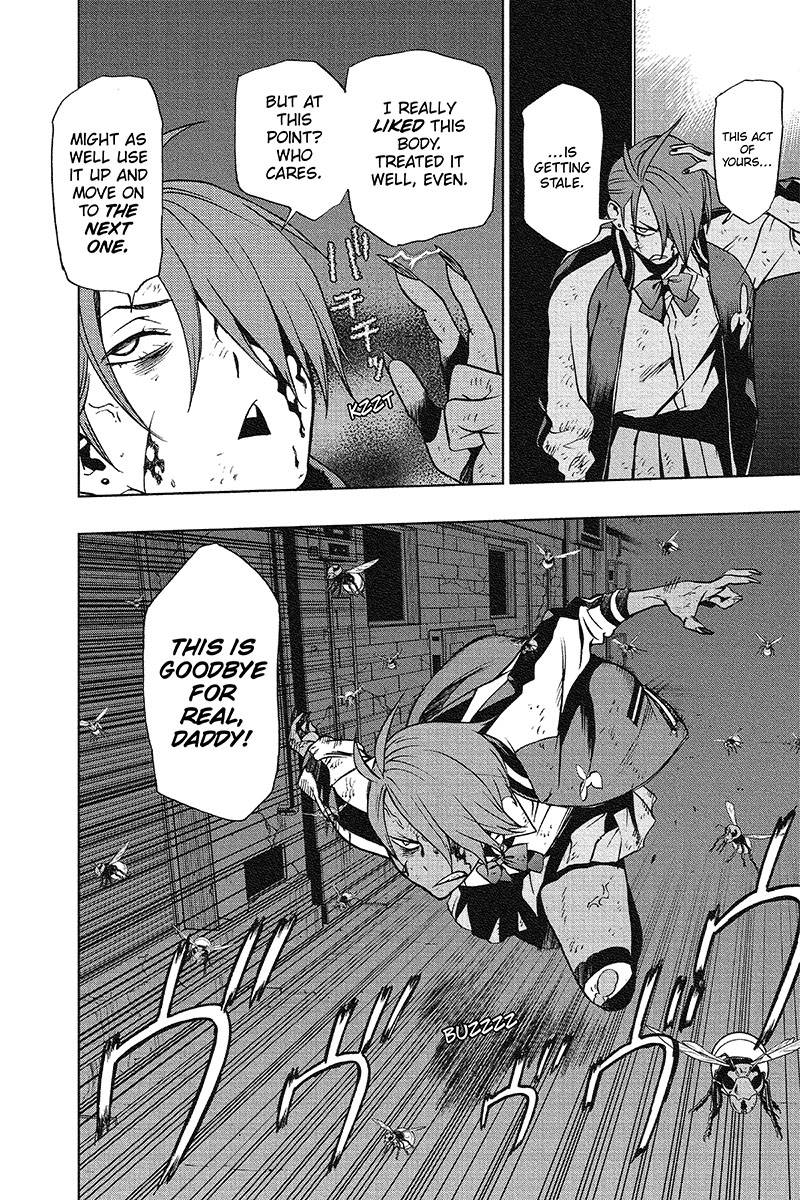 THIS ACT
OF
YOURS...
...IS
GETTING
STALE.
I REALLY
LIKED THIS
BODY.
TREATED IT
WELL, EVEN.
BUT AT
THIS
POINT?
WHO
CARES.
MIGHT AS
WELL USE
IT UP AND
MOVE ON
TO THE
NEXT
ONE.
ギチチッ
KZZT
THIS IS
GOODBYE
FOR
REAL,
DADDY!
ヴヴヴヴヴ
BUZZZZ